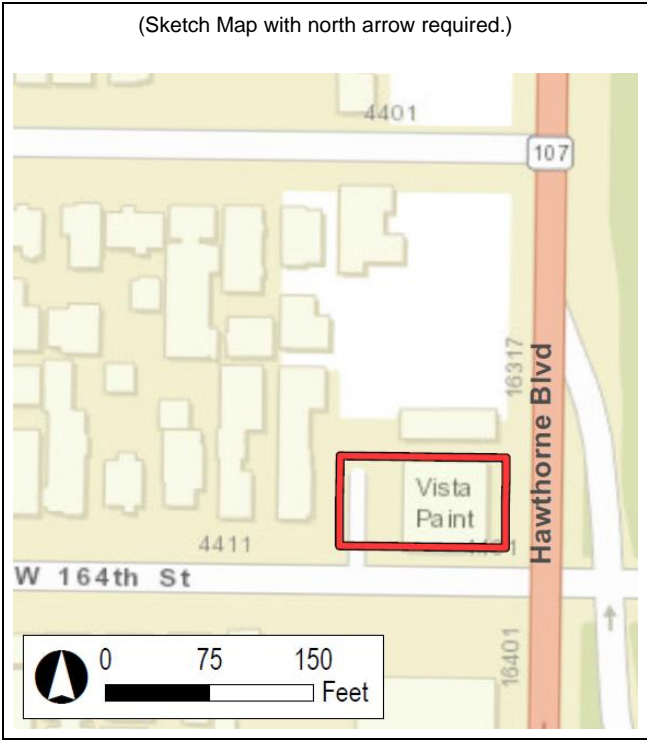 (Sketch Map with north arrow required.)
4401
107
16317
Hawthorne Blvd
Vista
Paint
4411
W 164th St
0 75 150
Feet
16401